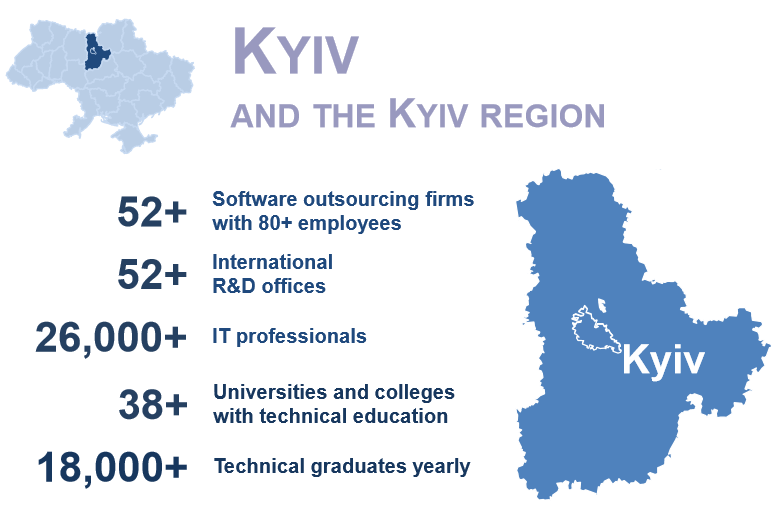 Kyiv
and the Kyiv region
52+
Software outsourcing firms
with 80+ employees
52+
International
R&D offices
26,000+
IT professionals
38+
Universities and colleges
with technical education
18,000+
Technical graduates yearly
Kyiv